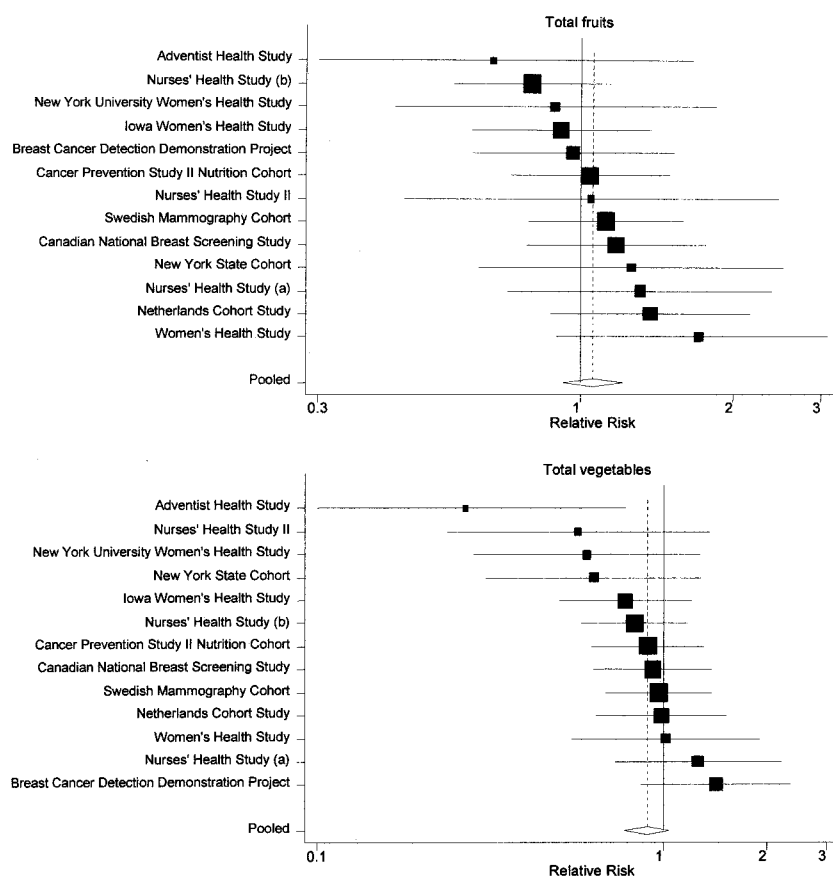 Total fruits
Adventist Health Study
Nurses' Health Study (b)
New York University Women's Health Study
Iowa Women's Health Study
Breast Cancer Detection Demonstration Project
Cancer Prevention Study II Nutrition Cohort
Nurses' Health Study II
Swedish Mammography Cohort
Canadian National Breast Screening Study
New York State Cohort
Nurses' Health Study (a)
Netherlands Cohort Study
Women's Health Study
Pooled
0.3 1 2 3
Relative Risk
Total vegetables
Adventist Health Study
Nurses' Health Study II
New York University Women's Health Study
New York State Cohort
Iowa Women's Health Study
Nurses' Health Study (b)
Cancer Prevention Study II Nutrition Cohort
Canadian National Breast Screening Study
Swedish Mammography Cohort
Netherlands Cohort Study
Women's Health Study
Nurses' Health Study (a)
Breast Cancer Detection Demonstration Project
Pooled
0.1 1 2 3
Relative Risk